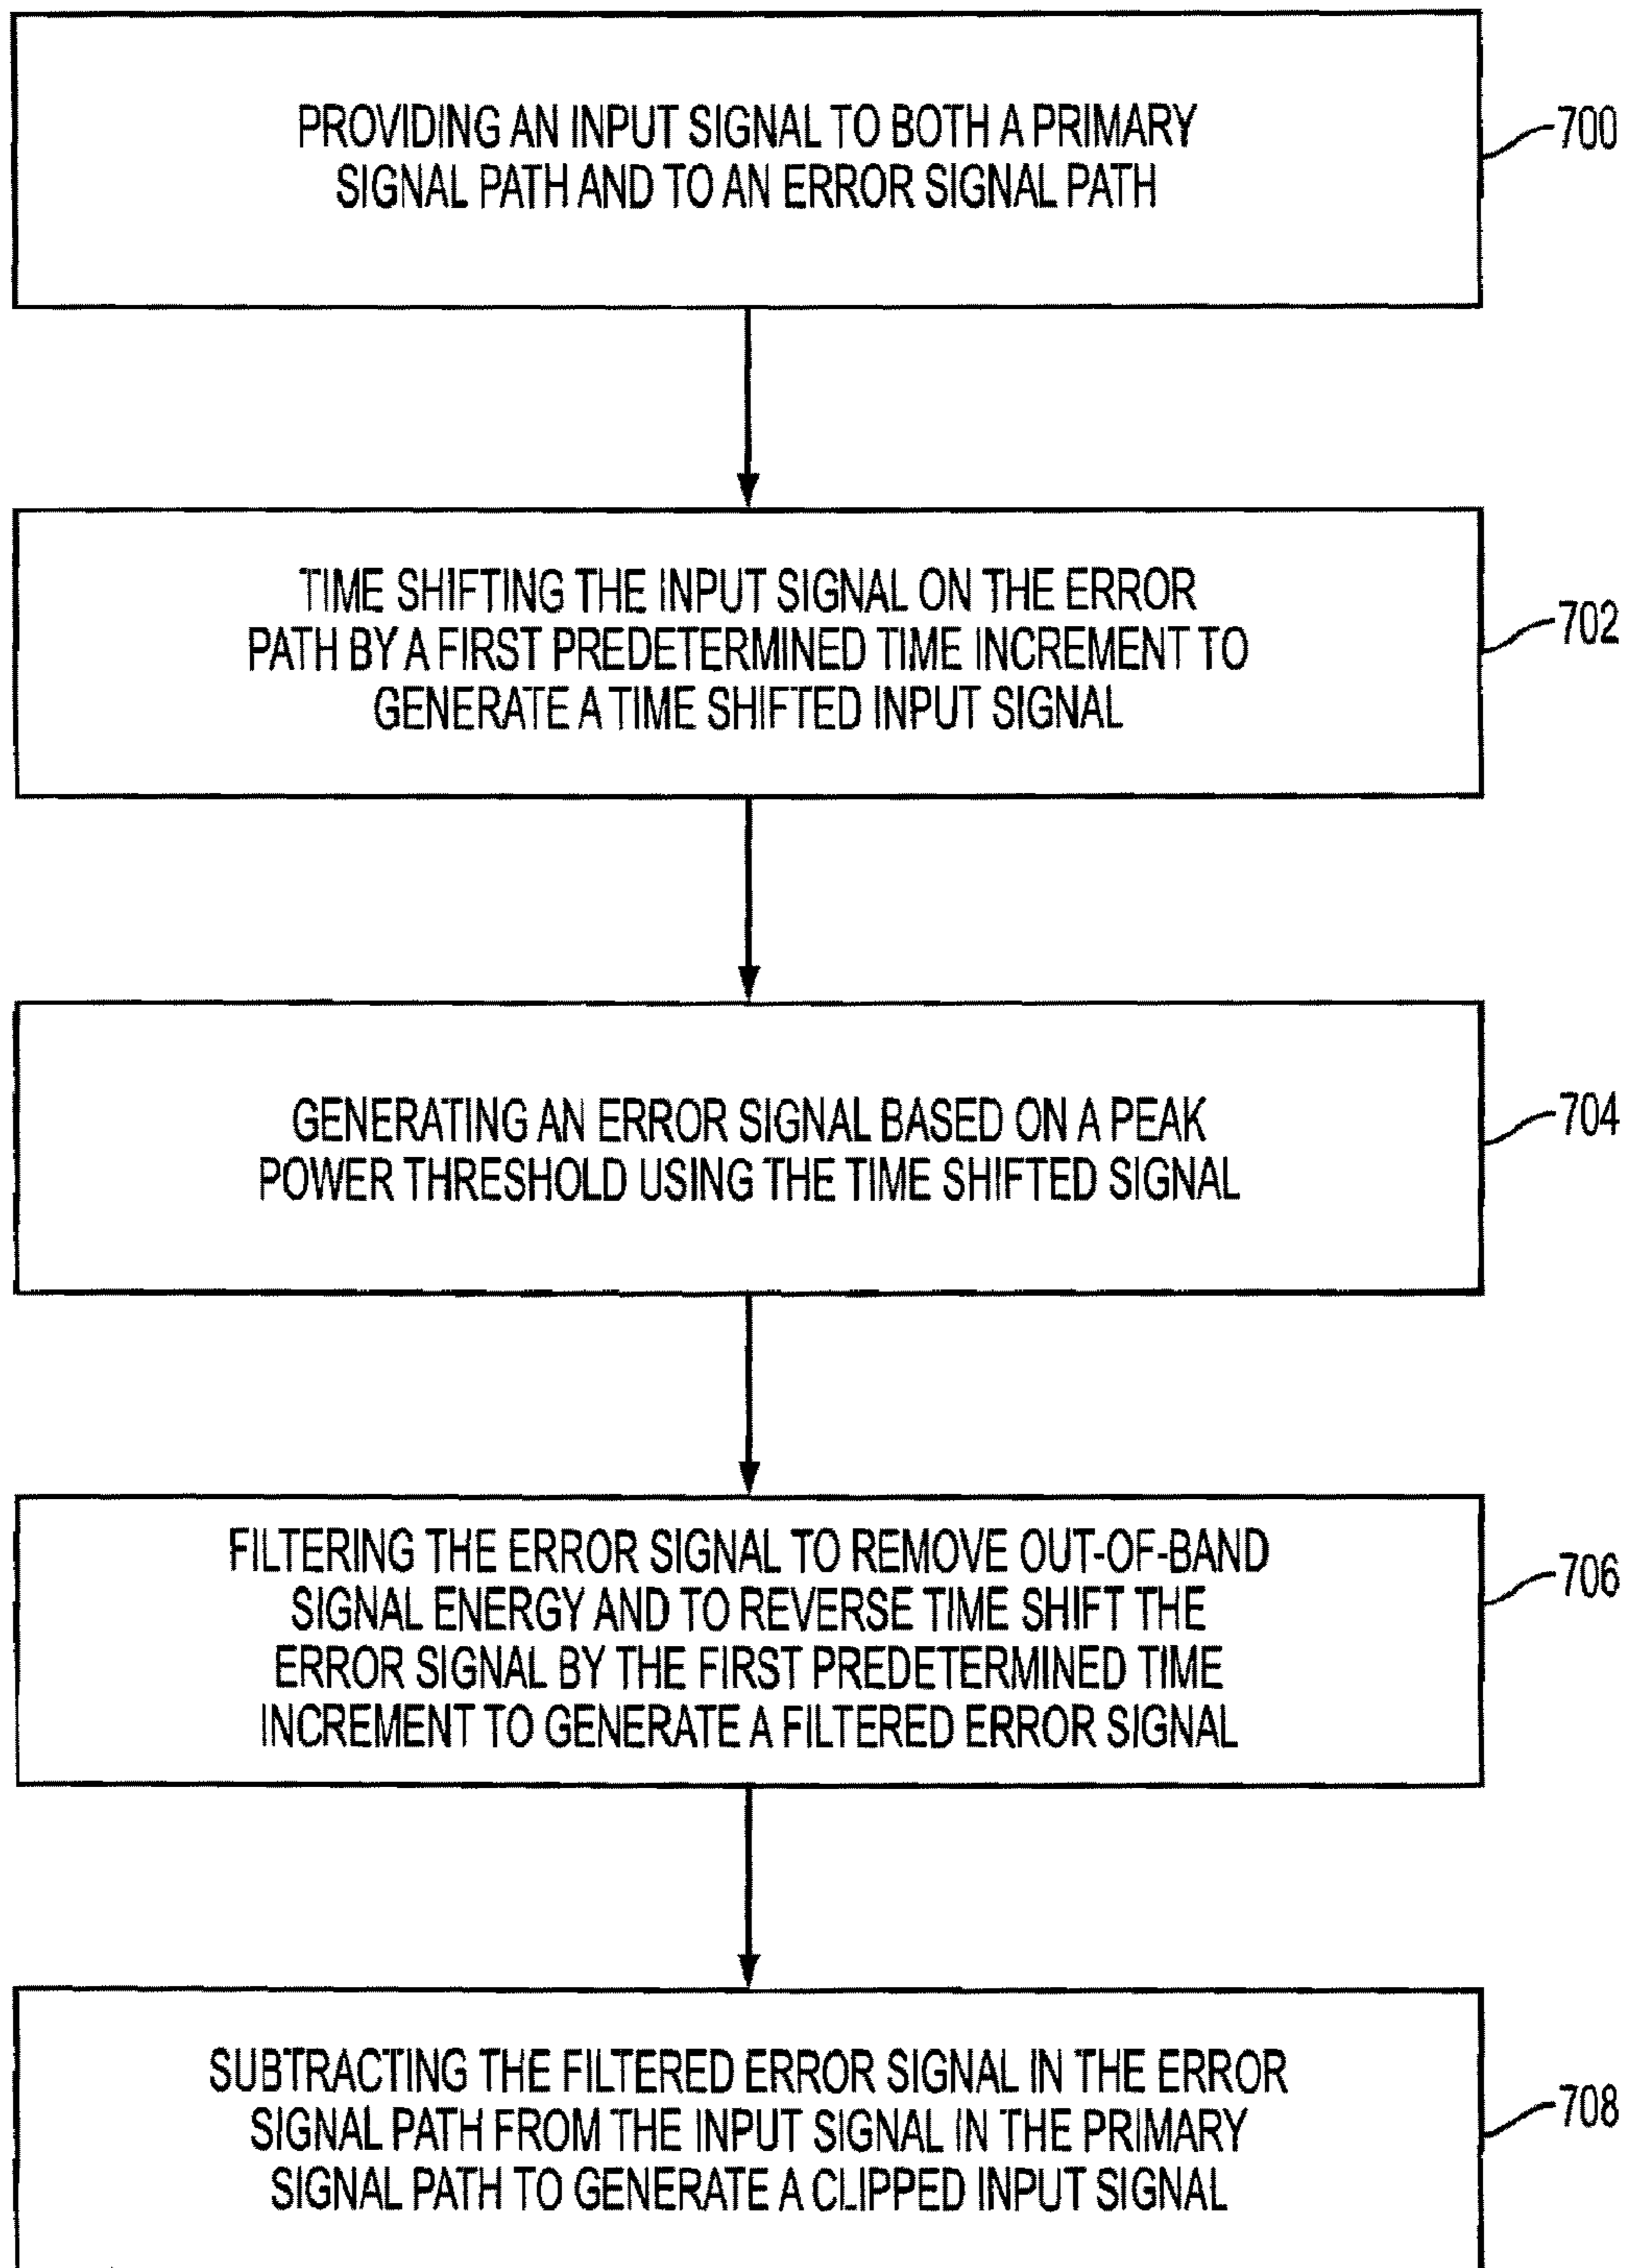 PROVIDING AN INPUT SIGNAL TO BOTH A PRIMARY
SIGNAL PATH AND TO AN ERROR SIGNAL PATH
700
TIME SHIFTING THE INPUT SIGNAL ON THE ERROR
PATH BY A FIRST PREDETERMINED TIME INCREMENT TO
GENERATE A TIME SHIFTED INPUT SIGNAL
702
GENERATING AN ERROR SIGNAL BASED ON A PEAK
POWER THRESHOLD USING THE TIME SHIFTED SIGNAL
704
FILTERING THE ERROR SIGNAL TO REMOVE OUT-OF-BAND
SIGNAL ENERGY AND TO REVERSE TIME SHIFT THE
ERROR SIGNAL BY THE FIRST PREDETERMINED TIME
INCREMENT TO GENERATE A FILTERED ERROR SIGNAL
706
SUBTRACTING THE FILTERED ERROR SIGNAL IN THE ERROR
SIGNAL PATH FROM THE INPUT SIGNAL IN THE PRIMARY
SIGNAL PATH TO GENERATE A CLIPPED INPUT SIGNAL
708